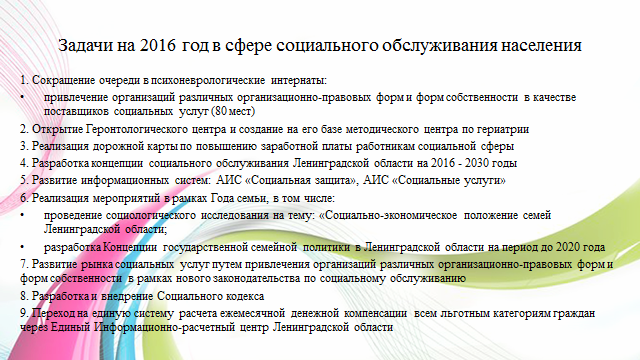 Задачи на 2016 год в сфере социального обслуживания населения
1. Сокращение очереди в психоневрологические интернаты:
• привлечение организаций различных организационно-правовых форм и форм собственности в качестве
поставщиков социальных услуг (80 мест)
2. Открытие Геронтологического центра и создание на его базе методического центра по гериатрии
3. Реализация дорожной карты по повышению заработной платы работникам социальной сферы
4. Разработка концепции социального обслуживания Ленинградской области на 2016 - 2030 годы
5. Развитие информационных систем: АИС «Социальная защита», АИС «Социальные услуги»
6. Реализация мероприятий в рамках Года семьи, в том числе:
• проведение социологического исследования на тему: «Социально-экономическое положение семей
Ленинградской области;
• разработка Концепции государственной семейной политики в Ленинградской области на период до 2020 года
7. Развитие рынка социальных услуг путем привлечения организаций различных организационно-правовых форм и
форм собственности в рамках нового законодательства по социальному обслуживанию
8. Разработка и внедрение Социального кодекса
9. Переход на единую систему расчета ежемесячной денежной компенсации всем льготным категориям граждан
через Единый Информационно-расчетный центр Ленинградской области